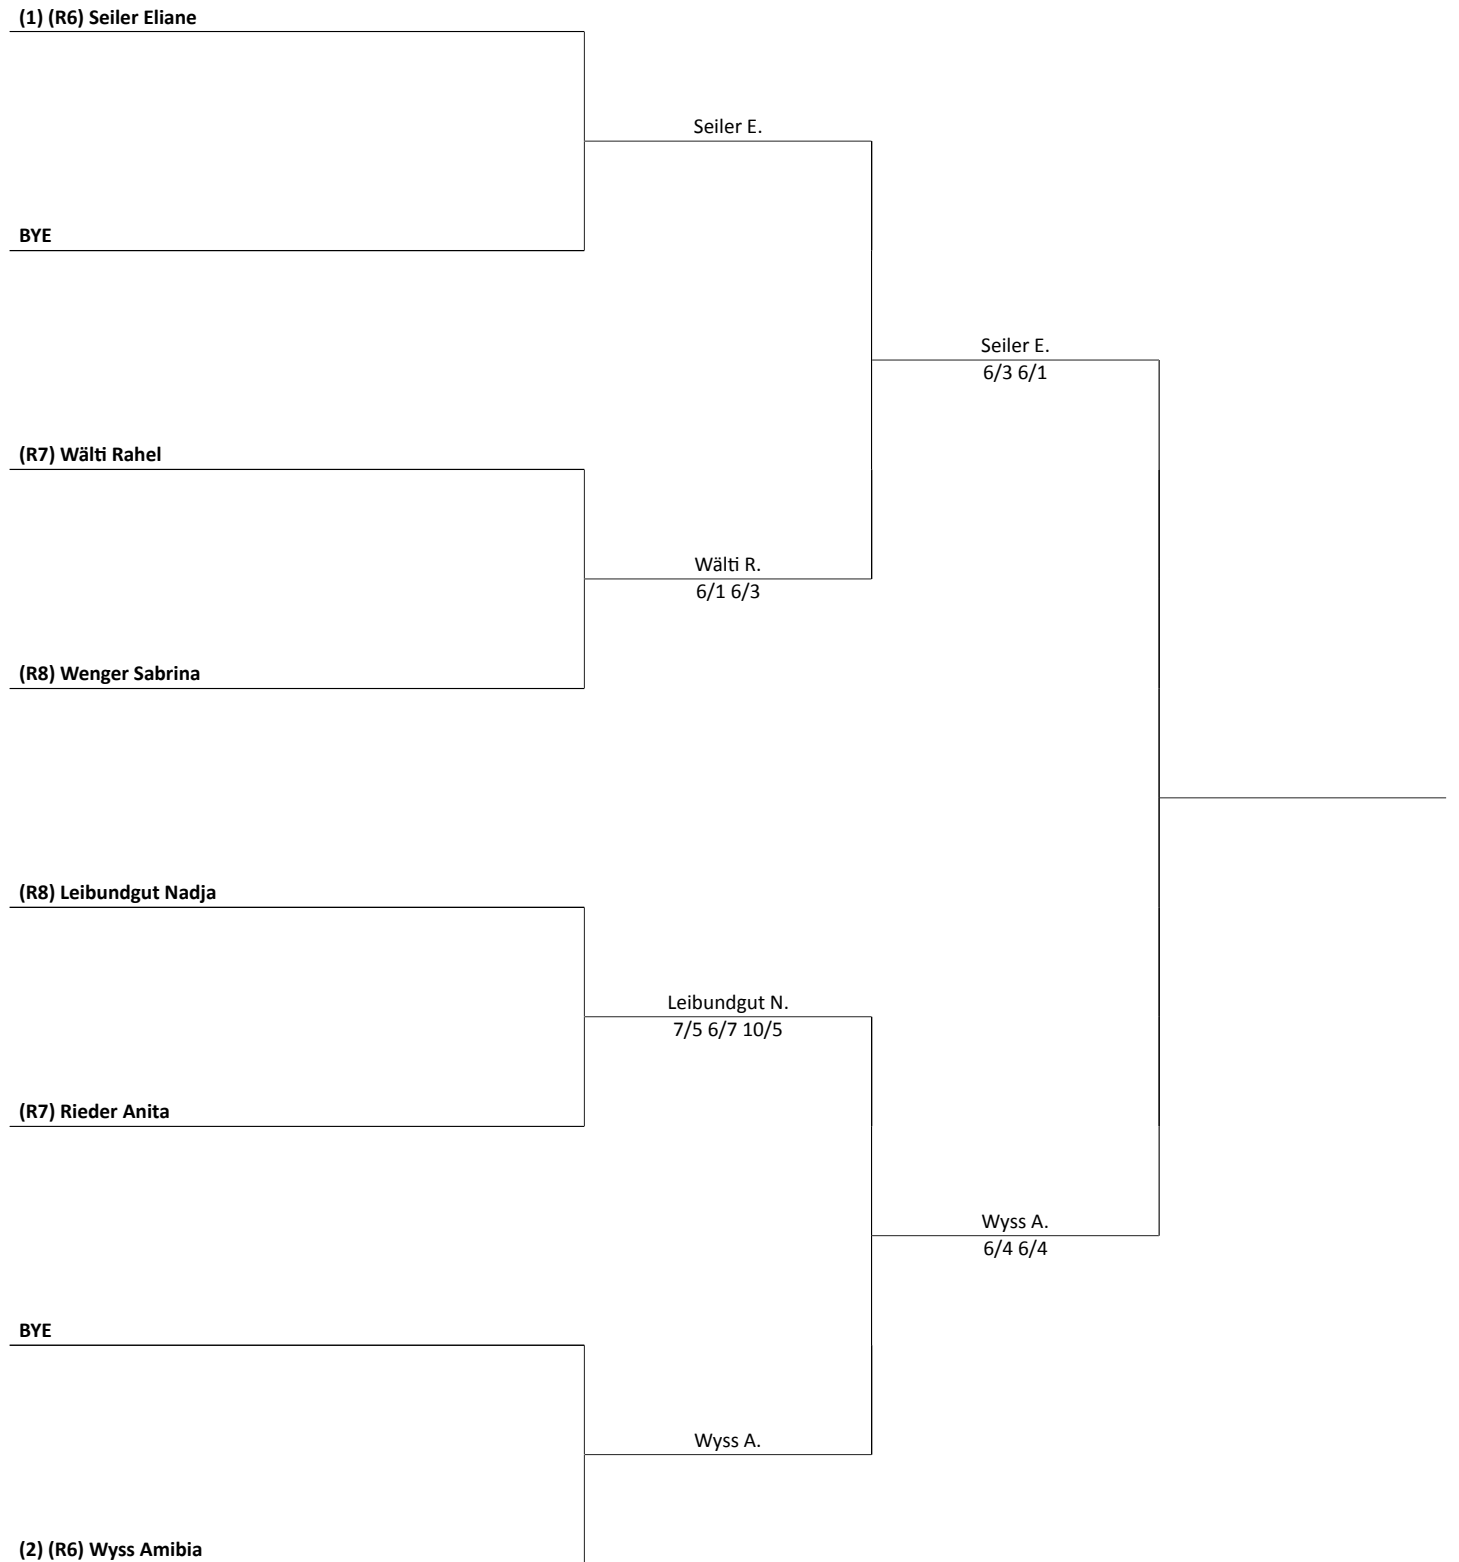 (1) (R6) Seiler Eliane
Seiler E.
BYE
Seiler E.
6/3 6/1
(R7) Wälti Rahel
Wälti R.
6/1 6/3
(R8) Wenger Sabrina
(R8) Leibundgut Nadja
Leibundgut N.
7/5 6/7 10/5
(R7) Rieder Anita
Wyss A.
6/4 6/4
BYE
Wyss A.
(2) (R6) Wyss Amibia